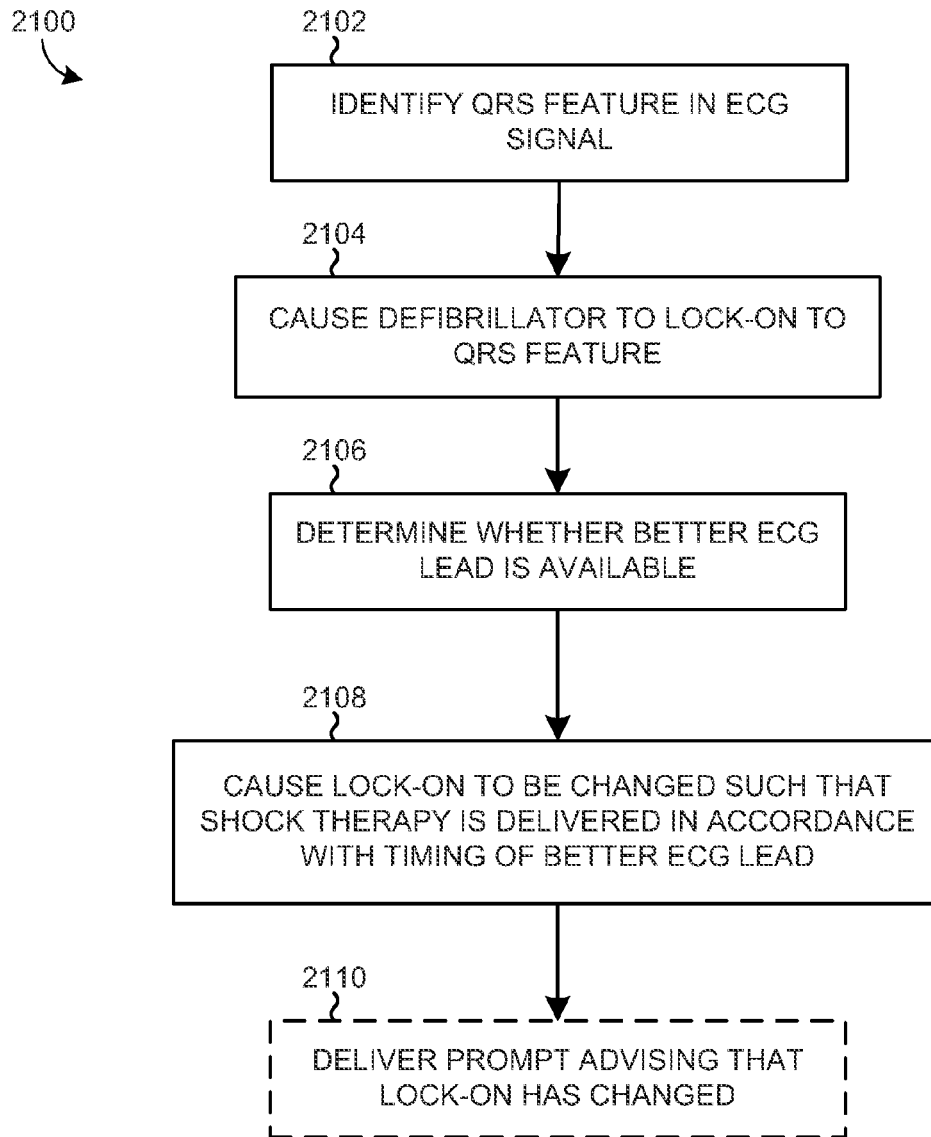 2100
2102
IDENTIFY QRS FEATURE IN ECG
SIGNAL
2104
CAUSE DEFIBRILLATOR TO LOCK-ON TO
QRS FEATURE
2106
DETERMINE WHETHER BETTER ECG
LEAD IS AVAILABLE
2108
CAUSE LOCK-ON TO BE CHANGED SUCH THAT
SHOCK THERAPY IS DELIVERED IN ACCORDANCE
WITH TIMING OF BETTER ECG LEAD
2110
DELIVER PROMPT ADVISING THAT
LOCK-ON HAS CHANGED